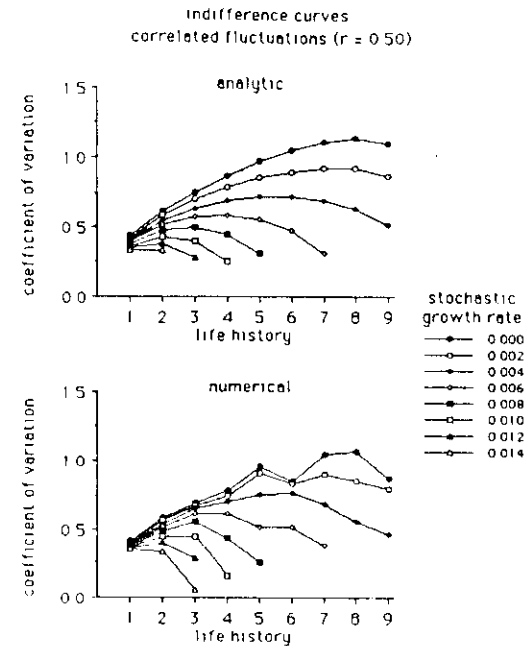 indifference curves
correlated fluctuations (r = 0.50)
analytic
coefficient of variation
1.5
1.0
0.5
0.0
1 2 3 4 5 6 7 8 9
life history
stochastic
growth rate
0.000
0.002
0.004
0.006
0.008
0.010
0.012
0.014
numerical
coefficient of variation
1.5
1.0
0.5
0.0
1 2 3 4 5 6 7 8 9
life history